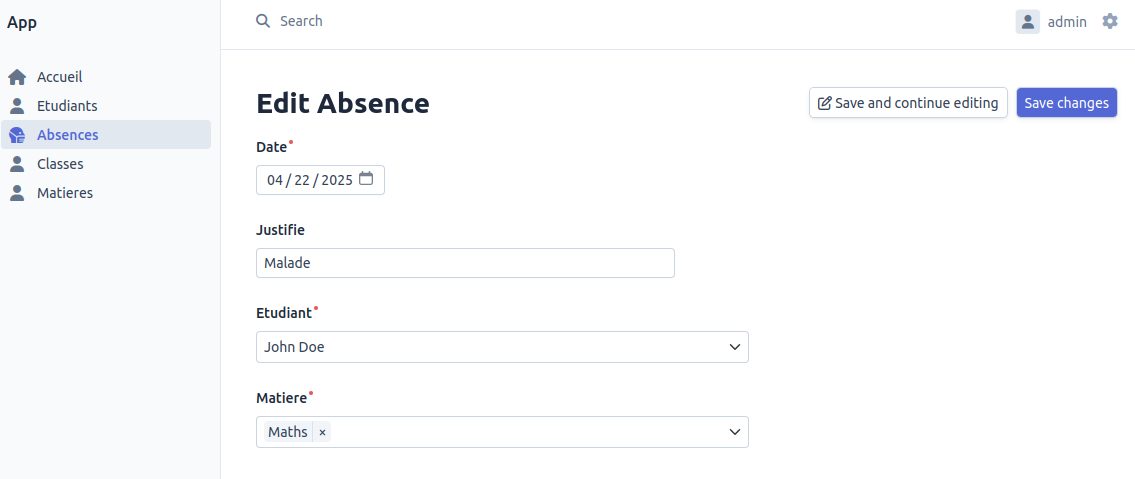 App
Search
admin
Accueil
Etudiants
Absences
Classes
Matieres
Edit Absence
Save and continue editing
Save changes
Date
04 / 22 / 2025
Justifie
Malade
Etudiant
John Doe
Matiere
Maths ×